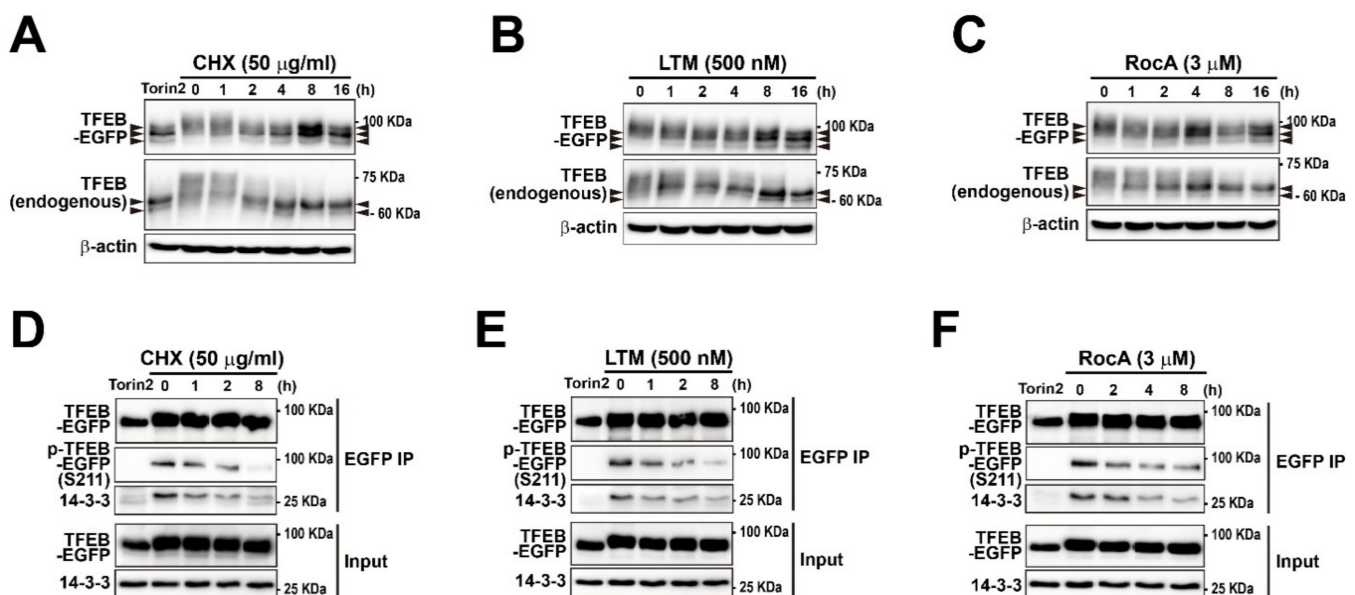 A
CHX (50 µg/ml)
Torin2 0 1 2 4 8 16 (h)
TFEB
-EGFP
100 KDa
TFEB
(endogenous)
75 KDa
60 KDa
β-actin
B
LTM (500 nM)
0 1 2 4 8 16 (h)
TFEB
-EGFP
100 KDa
TFEB
(endogenous)
75 KDa
60 KDa
β-actin
C
RocA (3 µM)
0 1 2 4 8 16 (h)
TFEB
-EGFP
100 KDa
TFEB
(endogenous)
75 KDa
60 KDa
β-actin
D
CHX (50 µg/ml)
Torin2 0 1 2 8 (h)
TFEB
-EGFP
100 KDa
p-TFEB
-EGFP
(S211)
100 KDa
14-3-3
25 KDa
EGFP IP
TFEB
-EGFP
100 KDa
14-3-3
25 KDa
Input
E
LTM (500 nM)
Torin2 0 1 2 8 (h)
TFEB
-EGFP
100 KDa
p-TFEB
-EGFP
(S211)
100 KDa
14-3-3
25 KDa
EGFP IP
TFEB
-EGFP
100 KDa
14-3-3
25 KDa
Input
F
RocA (3 µM)
Torin2 0 2 4 8 (h)
TFEB
-EGFP
100 KDa
p-TFEB
-EGFP
(S211)
100 KDa
14-3-3
25 KDa
EGFP IP
TFEB
-EGFP
100 KDa
14-3-3
25 KDa
Input